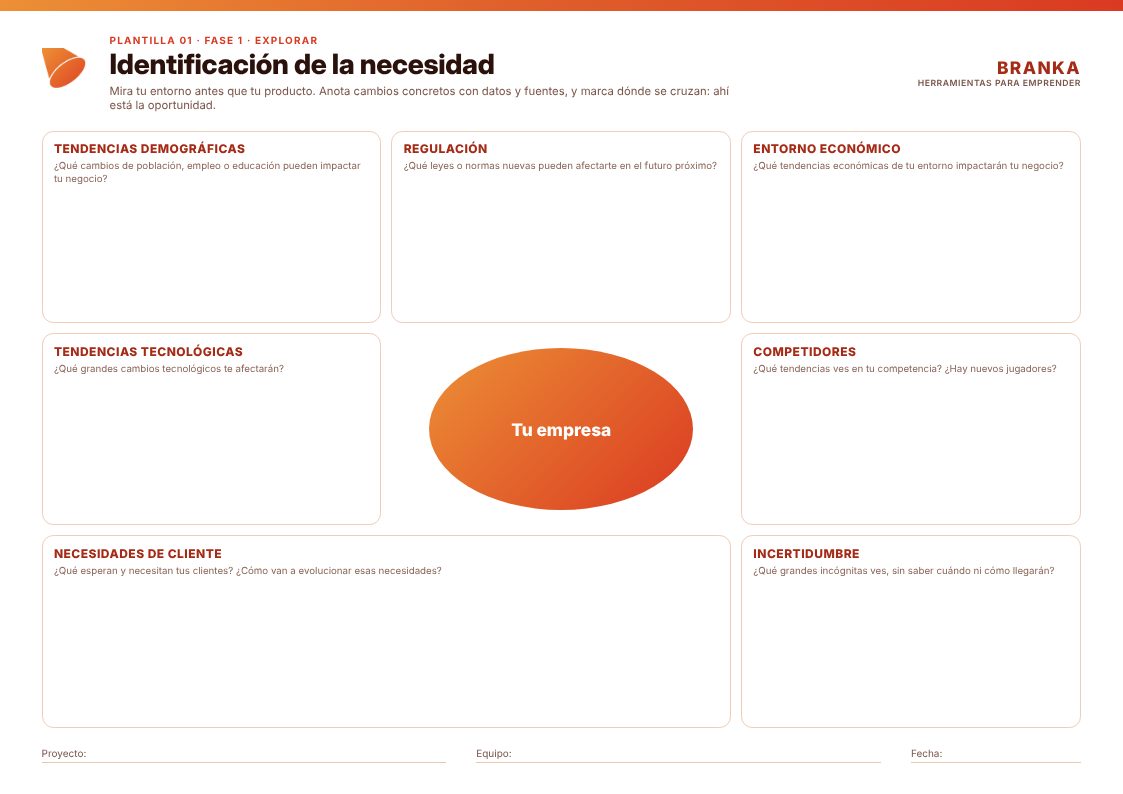 PLANTILLA 01 · FASE 1 · EXPLORAR
Identificación de la necesidad
Mira tu entorno antes que tu producto. Anota cambios concretos con datos y fuentes, y marca dónde se cruzan: ahí
está la oportunidad.
BRANKA
HERRAMIENTAS PARA EMPRENDER
TENDENCIAS DEMOGRÁFICAS
¿Qué cambios de población, empleo o educación pueden impactar
tu negocio?
REGULACIÓN
¿Qué leyes o normas nuevas pueden afectarte en el futuro próximo?
ENTORNO ECONÓMICO
¿Qué tendencias económicas de tu entorno impactarán tu negocio?
TENDENCIAS TECNOLÓGICAS
¿Qué grandes cambios tecnológicos te afectarán?
Tu empresa
COMPETIDORES
¿Qué tendencias ves en tu competencia? ¿Hay nuevos jugadores?
NECESIDADES DE CLIENTE
¿Qué esperan y necesitan tus clientes? ¿Cómo van a evolucionar esas necesidades?
INCERTIDUMBRE
¿Qué grandes incógnitas ves, sin saber cuándo ni cómo llegarán?
Proyecto:
Equipo:
Fecha: